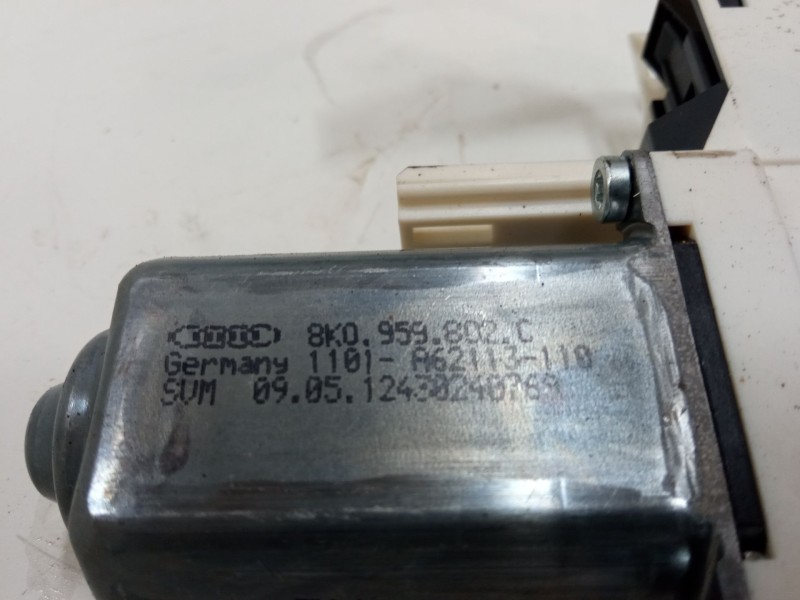 8K0.959.802.C
Germany 1101- A62113-110
SVM 09.05.12430240769